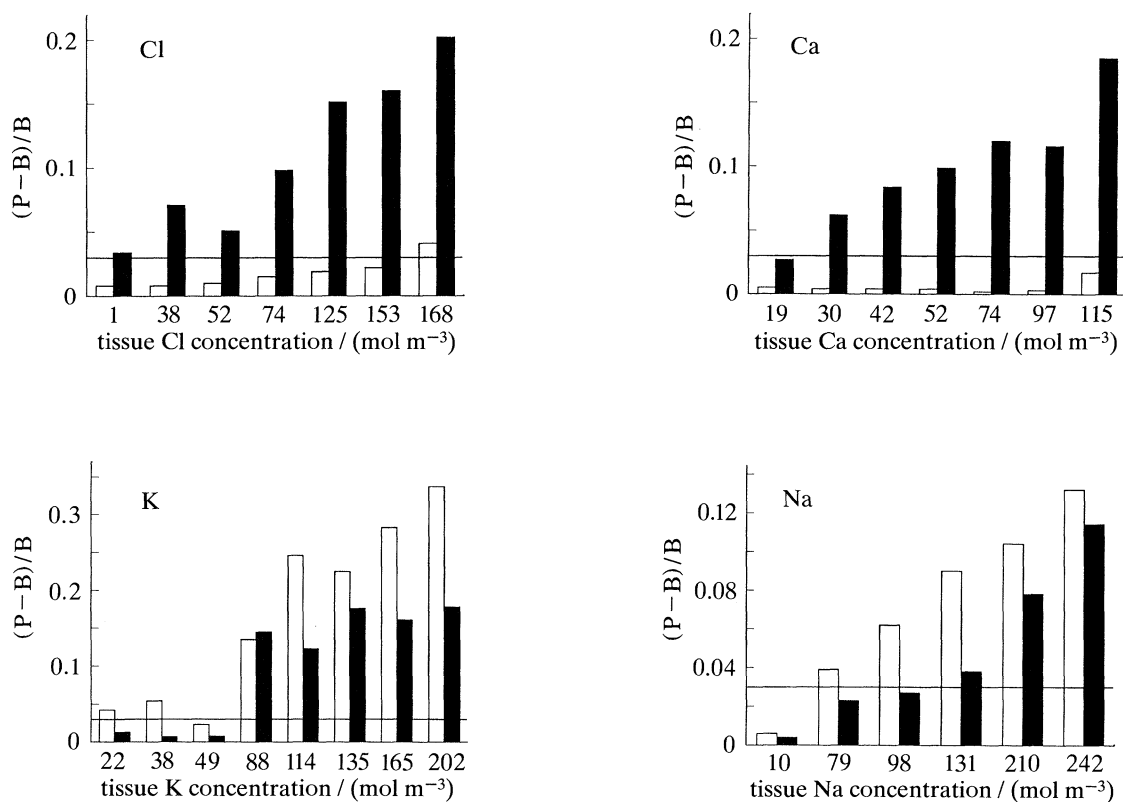 Cl
(P − B)/B
0.2
0.1
0
1 38 52 74 125 153 168
tissue Cl concentration / (mol m⁻³)
Ca
(P − B)/B
0.2
0.1
0
19 30 42 52 74 97 115
tissue Ca concentration / (mol m⁻³)
K
(P − B)/B
0.3
0.2
0.1
0
22 38 49 88 114 135 165 202
tissue K concentration / (mol m⁻³)
Na
(P − B)/B
0.12
0.08
0.04
0
10 79 98 131 210 242
tissue Na concentration / (mol m⁻³)